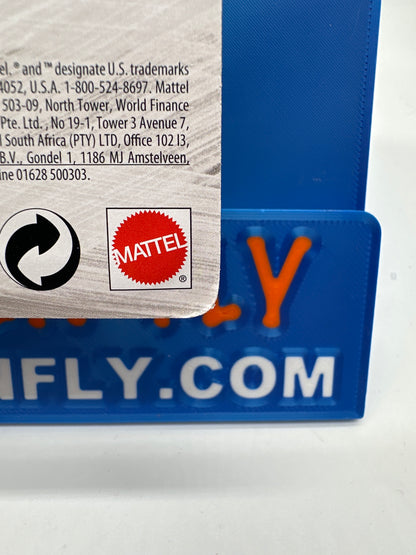 el. ® and ™ designate U.S. trademarks
4052, U.S.A. 1-800-524-8697. Mattel
503-09, North Tower, World Finance
Pte. Ltd., No 19-1, Tower 3 Avenue 7,
South Africa (PTY) LTD, Office 102 I3,
B.V., Gondel 1, 1186 MJ Amstelveen,
ine 01628 500303.
MATTEL
®
LY
FLY.COM